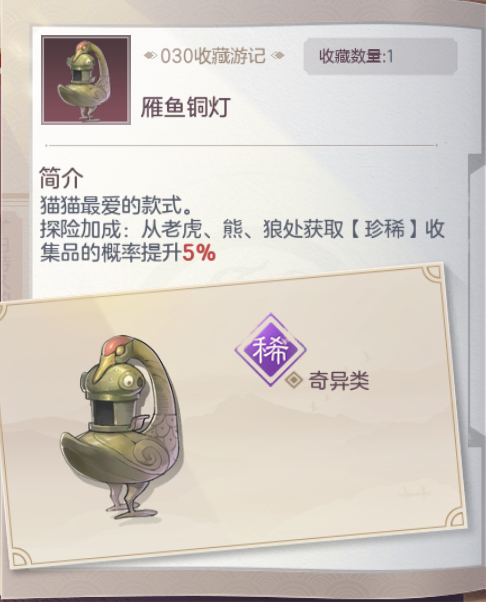 030收藏游记
收藏数量:1
雁鱼铜灯
简介
猫猫最爱的款式。
探险加成：从老虎、熊、狼处获取【珍稀】收
集品的概率提升5%
稀
奇异类